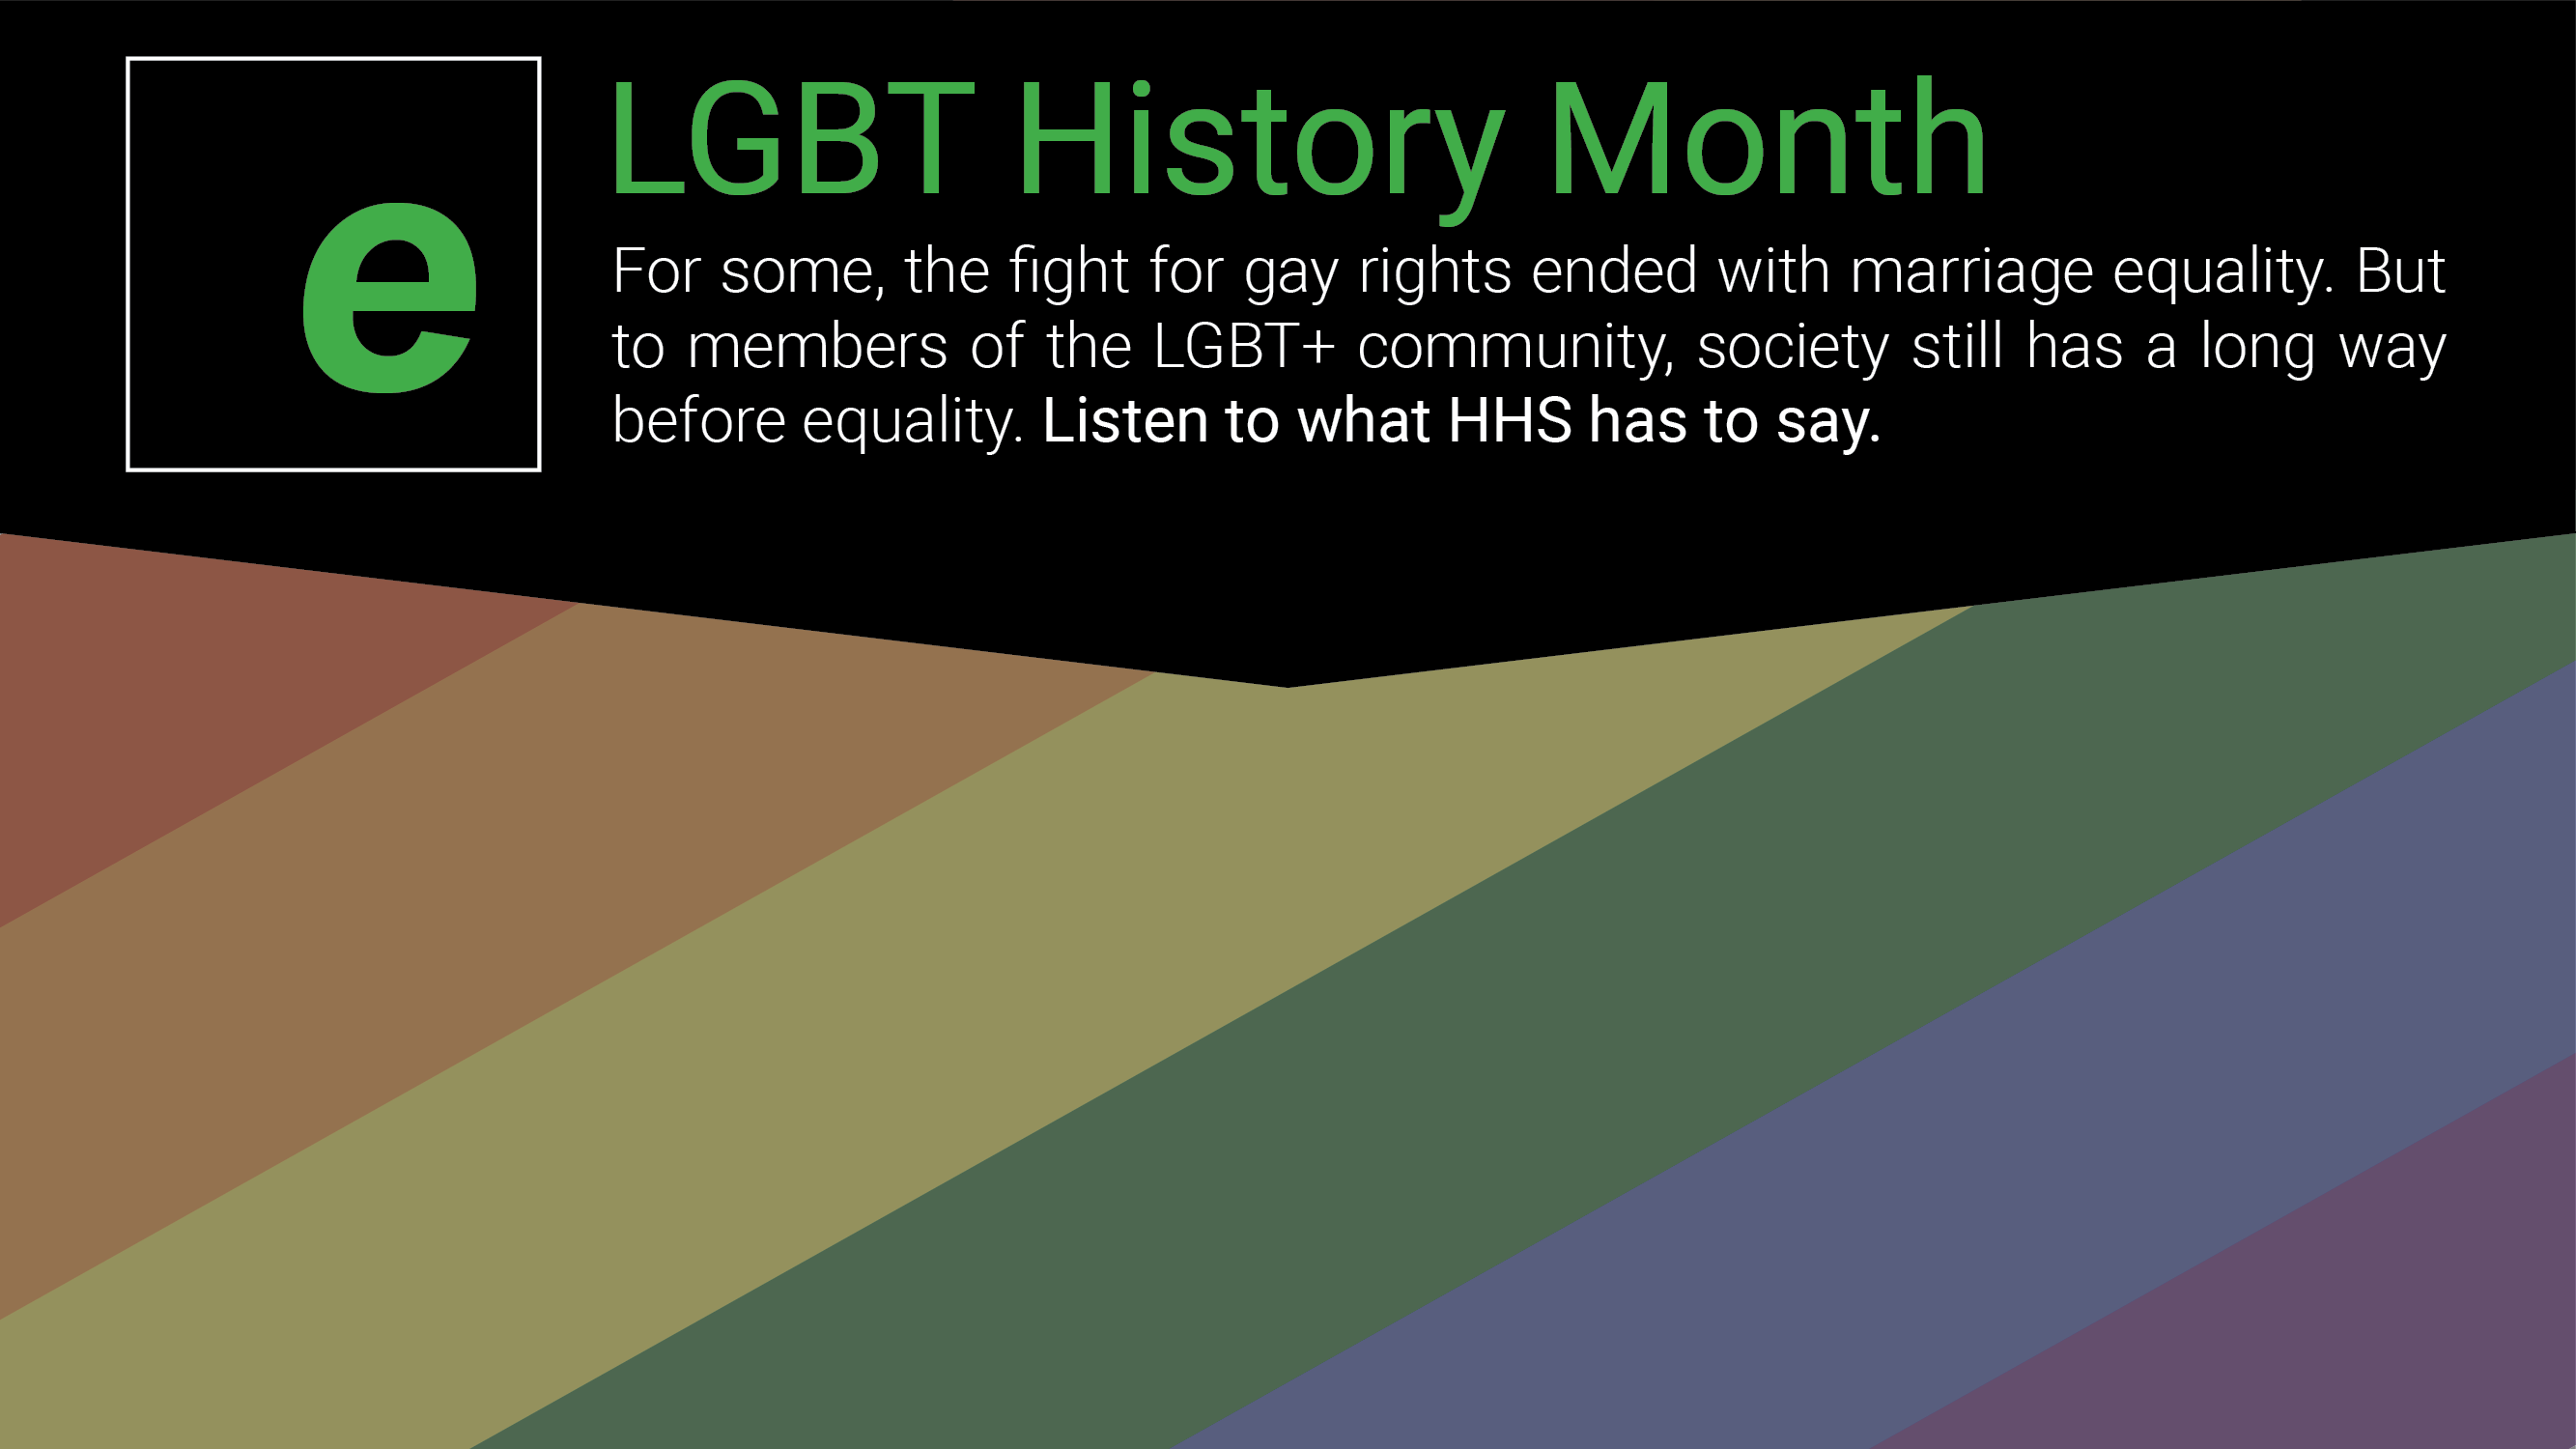 e
LGBT History Month
For some, the fight for gay rights ended with marriage equality. But
to members of the LGBT+ community, society still has a long way
before equality. Listen to what HHS has to say.